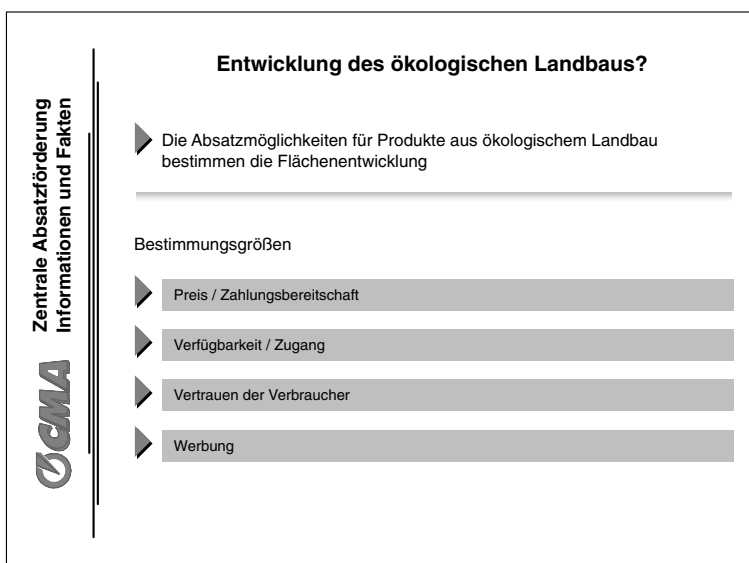 Entwicklung des ökologischen Landbaus?
Zentrale Absatzförderung
Informationen und Fakten
CMA
Die Absatzmöglichkeiten für Produkte aus ökologischem Landbau
bestimmen die Flächenentwicklung
Bestimmungsgrößen
Preis / Zahlungsbereitschaft
Verfügbarkeit / Zugang
Vertrauen der Verbraucher
Werbung